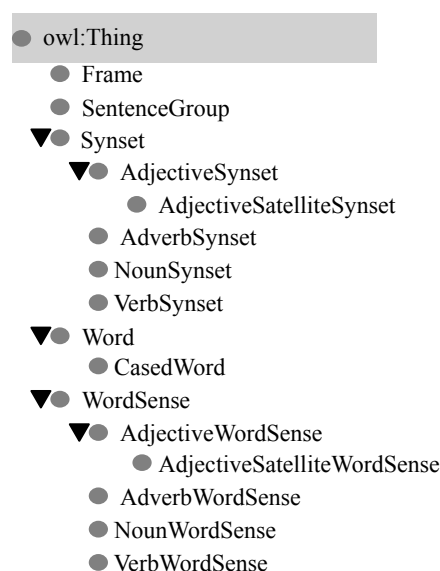 owl:Thing
Frame
SentenceGroup
Synset
AdjectiveSynset
AdjectiveSatelliteSynset
AdverbSynset
NounSynset
VerbSynset
Word
CasedWord
WordSense
AdjectiveWordSense
AdjectiveSatelliteWordSense
AdverbWordSense
NounWordSense
VerbWordSense